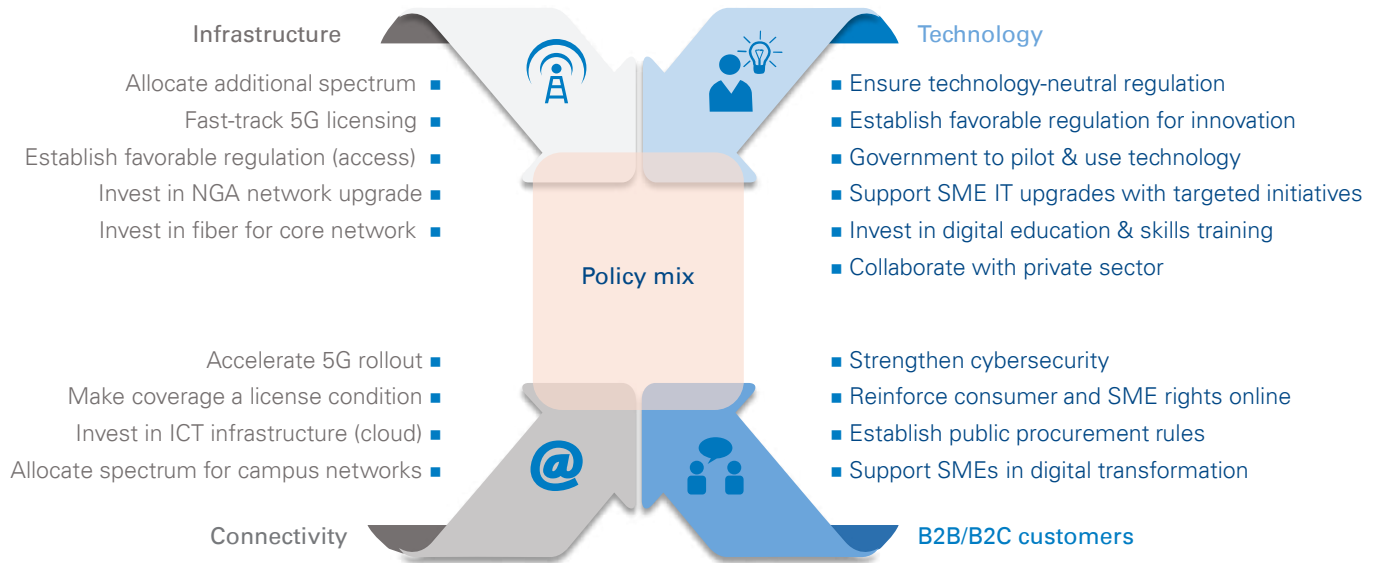 Infrastructure
Allocate additional spectrum
Fast-track 5G licensing
Establish favorable regulation (access)
Invest in NGA network upgrade
Invest in fiber for core network
Technology
Ensure technology-neutral regulation
Establish favorable regulation for innovation
Government to pilot & use technology
Support SME IT upgrades with targeted initiatives
Invest in digital education & skills training
Collaborate with private sector
Policy mix
Accelerate 5G rollout
Make coverage a license condition
Invest in ICT infrastructure (cloud)
Allocate spectrum for campus networks
Connectivity
@
Strengthen cybersecurity
Reinforce consumer and SME rights online
Establish public procurement rules
Support SMEs in digital transformation
B2B/B2C customers